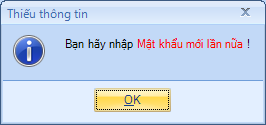 Thiếu thông tin
Bạn hãy nhập Mật khẩu mới lần nữa !
OK